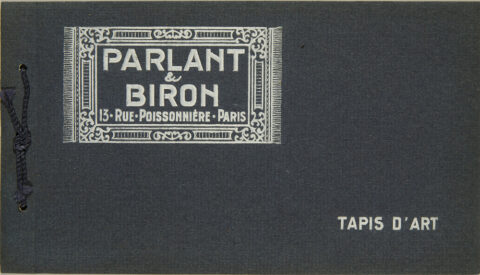 PARLANT
&
BIRON
13·RUE·POISSONNIÈRE·PARIS
TAPIS D'ART